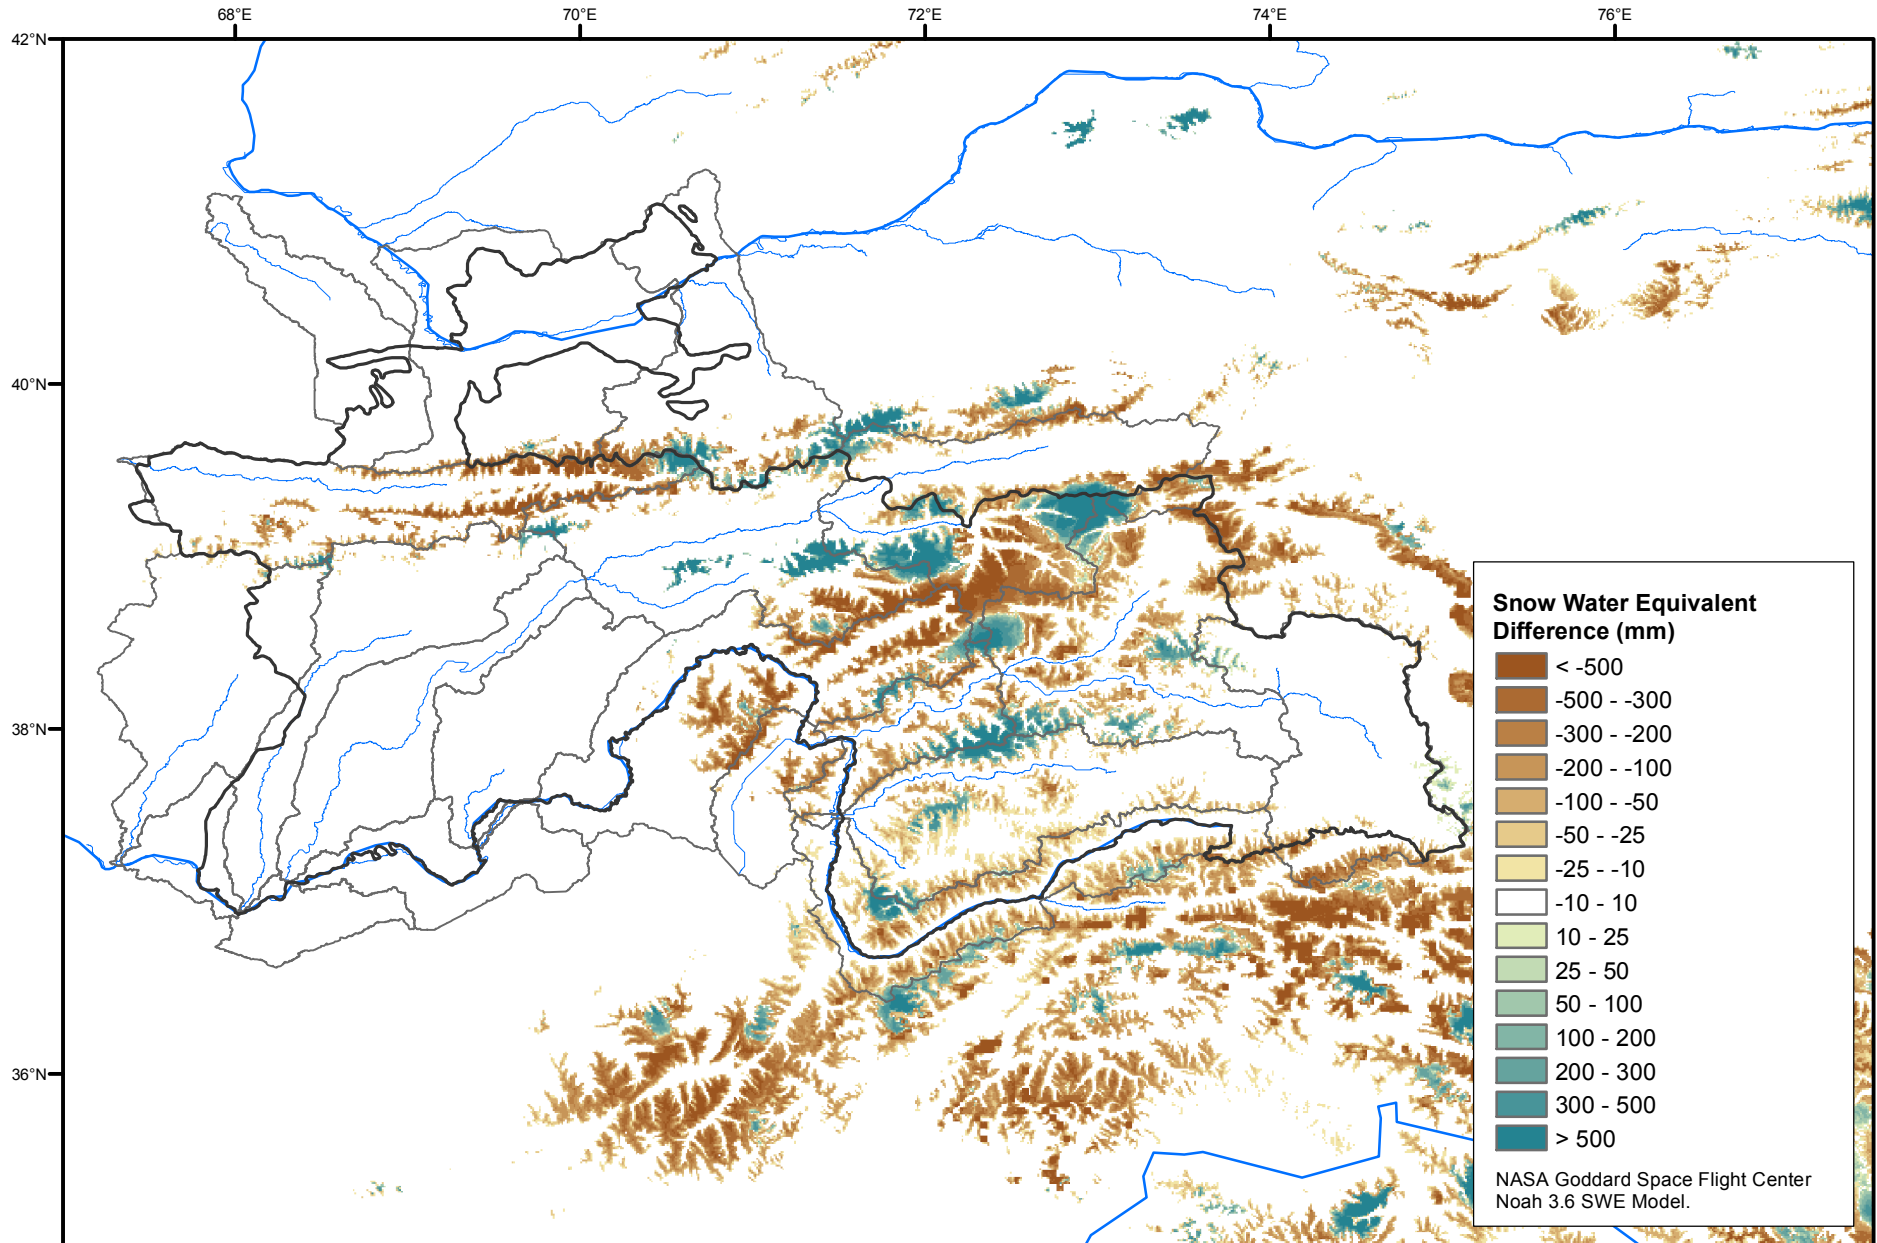 68°E
70°E
72°E
74°E
76°E
42°N
40°N
38°N
36°N
Snow Water Equivalent
Difference (mm)
< -500
-500 - -300
-300 - -200
-200 - -100
-100 - -50
-50 - -25
-25 - -10
-10 - 10
10 - 25
25 - 50
50 - 100
100 - 200
200 - 300
300 - 500
> 500
NASA Goddard Space Flight Center
Noah 3.6 SWE Model.